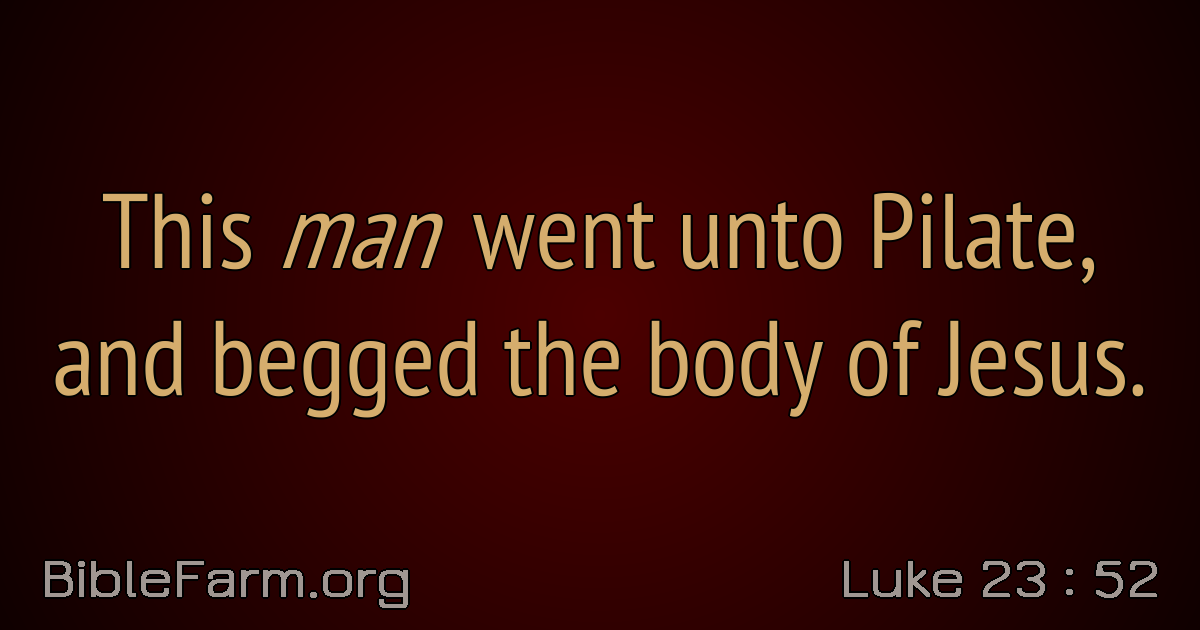 This man went unto Pilate,
and begged the body of Jesus.
BibleFarm.org
Luke 23 : 52